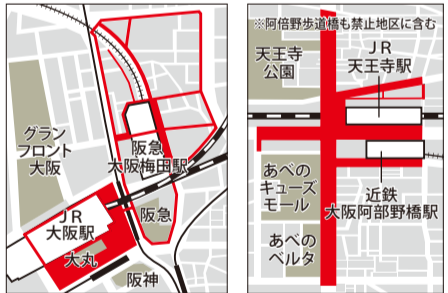 グラン
フロント
大阪
阪急
大阪梅田駅
JR
大阪駅
阪急
大丸
阪神
※阿倍野歩道橋も禁止地区に含む
天王寺
公園
JR
天王寺駅
あべの
キューズ
モール
近鉄
大阪阿部野橋駅
あべの
ベルタ